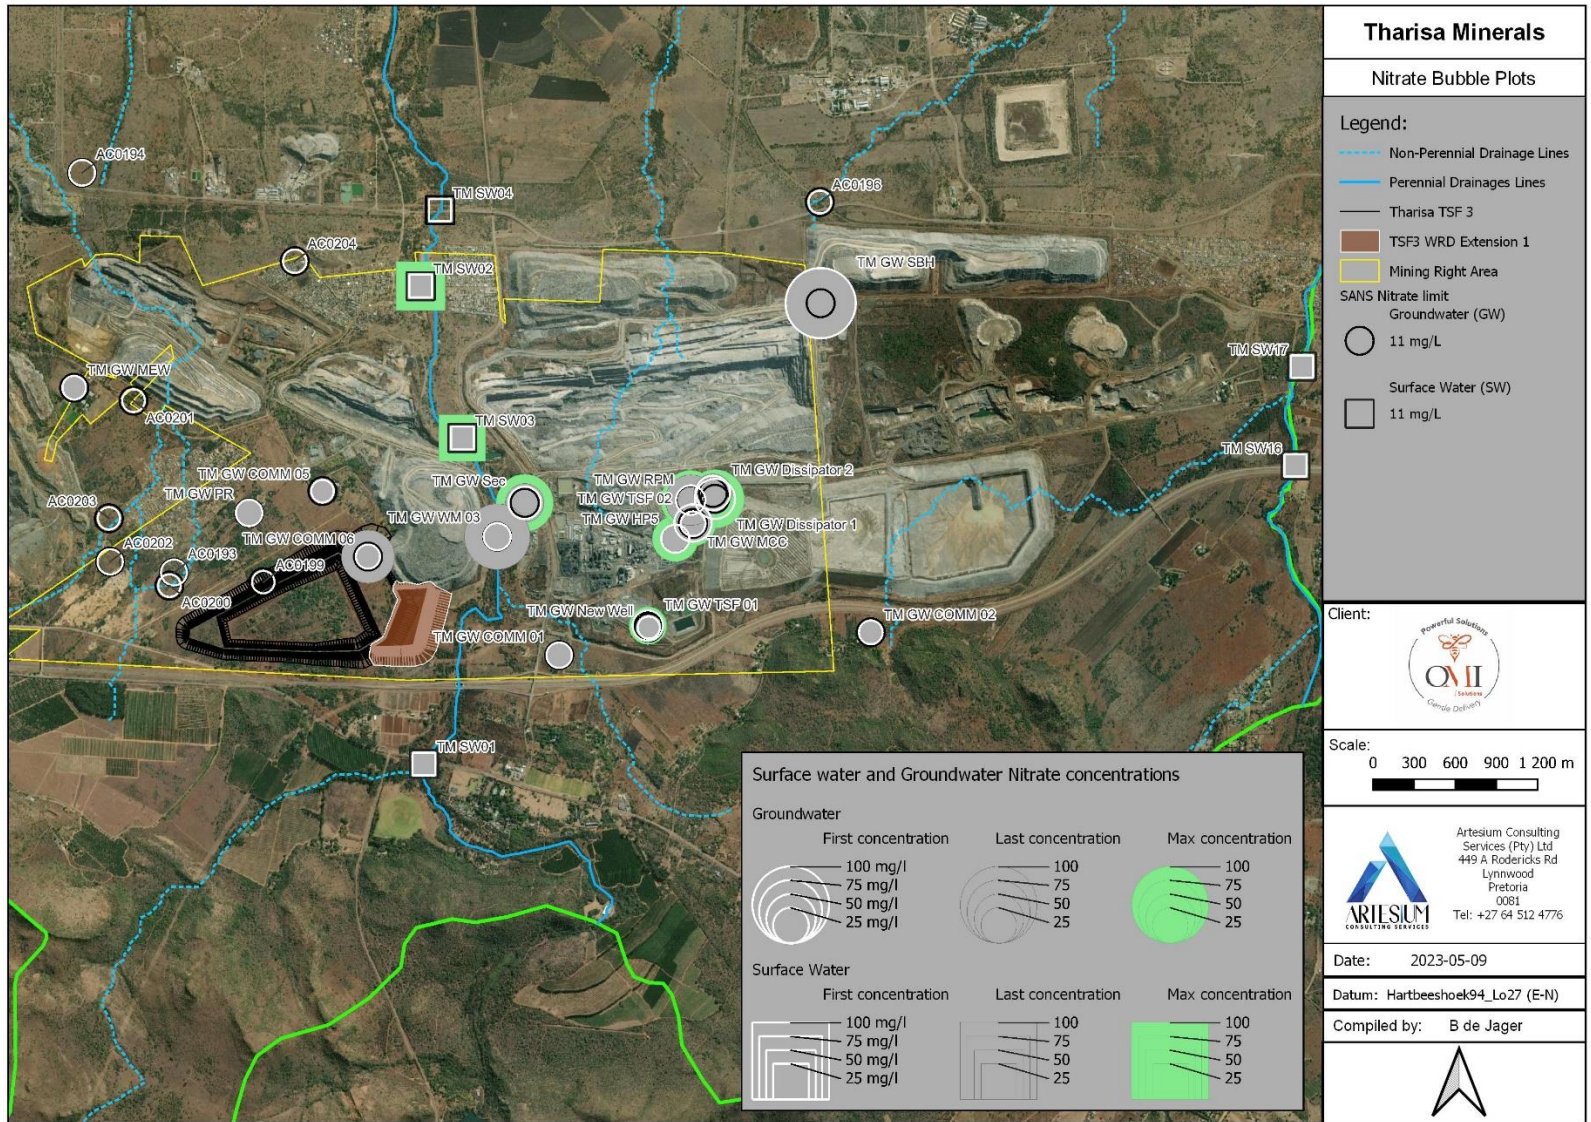 Tharisa Minerals
Nitrate Bubble Plots
Legend:
Non-Perennial Drainage Lines
Perennial Drainages Lines
Tharisa TSF 3
TSF3 WRD Extension 1
Mining Right Area
SANS Nitrate limit
Groundwater (GW)
11 mg/L
Surface Water (SW)
11 mg/L
Client:
Powerful Solutions
OMI
Solutions
Gentle Delivery
Scale:
0 300 600 900 1 200 m
ARTESIUM
CONSULTING SERVICES
Artesium Consulting
Services (Pty) Ltd
449 A Rodericks Rd
Lynnwood
Pretoria
0081
Tel: +27 64 512 4776
Date: 2023-05-09
Datum: Hartbeeshoek94_Lo27 (E-N)
Compiled by: B de Jager
AC0194
TM SW04
AC0196
AC0204
TM SW02
TM GW SBH
TM SW17
TM GW MEW
AC0201
TM SW03
TM SW16
TM GW COMM 05
TM GW Sec
TM GW RPM
TM GW Dissipator 2
TM GW PR
TM GW TSF 02
AC0203
TM GW WM 03
TM GW HP5
TM GW Dissipator 1
TM GW COMM 06
TM GW MCC
AC0202
AC0193
AC0199
AC0200
TM GW New Well
TM GW TSF 01
TM GW COMM 02
TM GW COMM 01
TM SW01
Surface water and Groundwater Nitrate concentrations
Groundwater
First concentration
100 mg/l
75 mg/l
50 mg/l
25 mg/l
Last concentration
100
75
50
25
Max concentration
100
75
50
25
Surface Water
First concentration
100 mg/l
75 mg/l
50 mg/l
25 mg/l
Last concentration
100
75
50
25
Max concentration
100
75
50
25